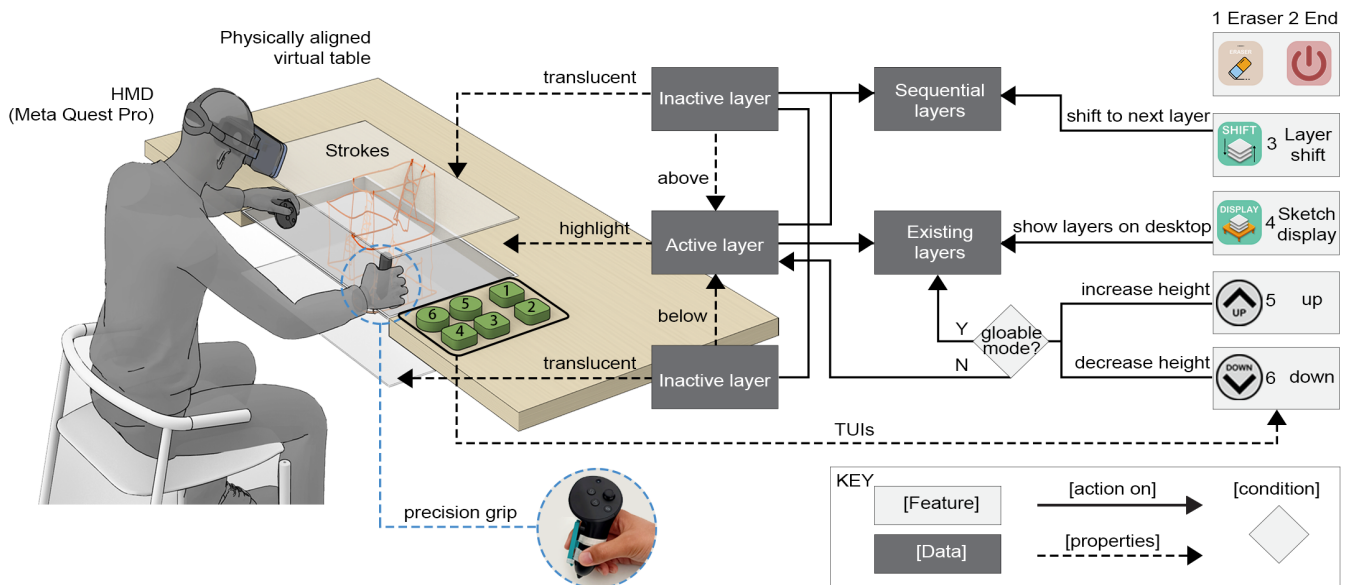 1 Eraser 2 End
Physically aligned
virtual table
HMD
(Meta Quest Pro)
Strokes
translucent
Inactive layer
Sequential
layers
shift to next layer
ERASER
SHIFT
3 Layer
shift
above
highlight
Active layer
Existing
layers
show layers on desktop
DISPLAY
4 Sketch
display
below
increase height
UP
5 up
Y
gloable
mode?
N
decrease height
DOWN
6 down
translucent
Inactive layer
1
5
2
6
3
4
TUIs
precision grip
KEY
[Feature]
[action on]
[condition]
[Data]
[properties]